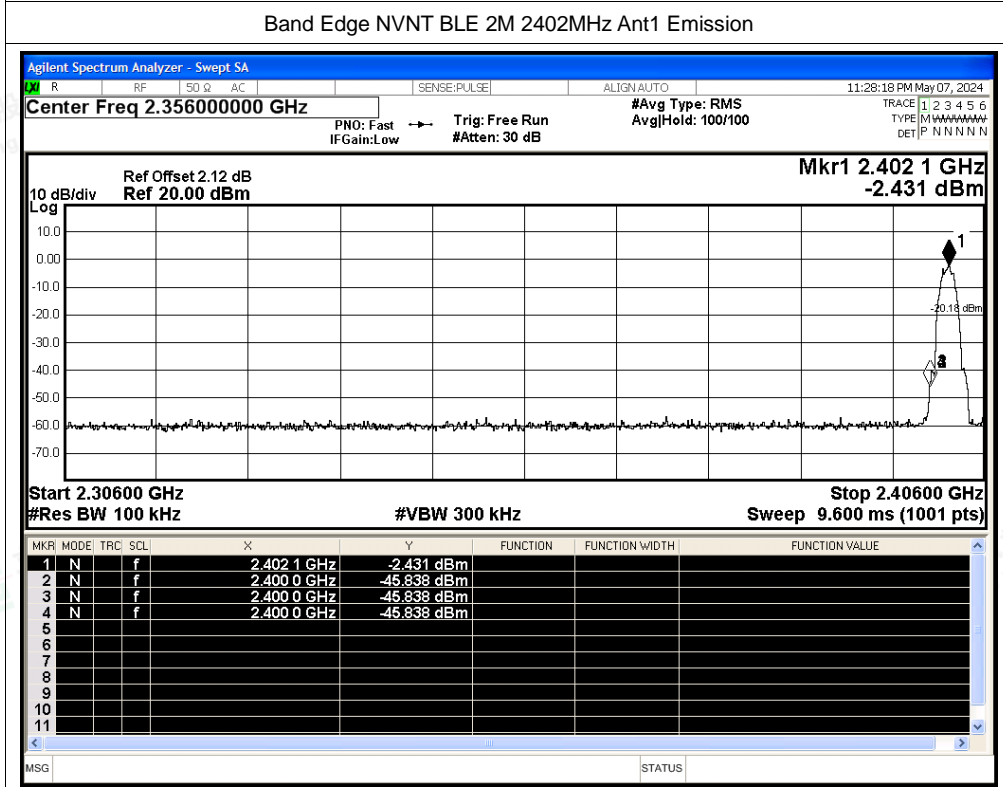 Band Edge NVNT BLE 2M 2402MHz Ant1 Emission
Agilent Spectrum Analyzer - Swept SA
LXI R RF 50 Ω AC SENSE:PULSE ALIGN AUTO 11:28:18 PM May 07, 2024
Center Freq 2.356000000 GHz #Avg Type: RMS TRACE 1 2 3 4 5 6
PNO: Fast Trig: Free Run Avg|Hold: 100/100 TYPE M WWWWW
IFGain:Low #Atten: 30 dB DET P N N N N N
Mkr1 2.402 1 GHz
Ref Offset 2.12 dB
10 dB/div Ref 20.00 dBm -2.431 dBm
Log
10.0
1
0.00
-10.0
-20.0
-20.18 dBm
-30.0
-40.0
-50.0
-60.0
-70.0
Start 2.30600 GHz Stop 2.40600 GHz
#Res BW 100 kHz #VBW 300 kHz Sweep 9.600 ms (1001 pts)
MKR MODE TRC SCL X Y FUNCTION FUNCTION WIDTH FUNCTION VALUE
1 N f 2.402 1 GHz -2.431 dBm
2 N f 2.400 0 GHz -45.838 dBm
3 N f 2.400 0 GHz -45.838 dBm
4 N f 2.400 0 GHz -45.838 dBm
5
6
7
8
9
10
11
MSG STATUS